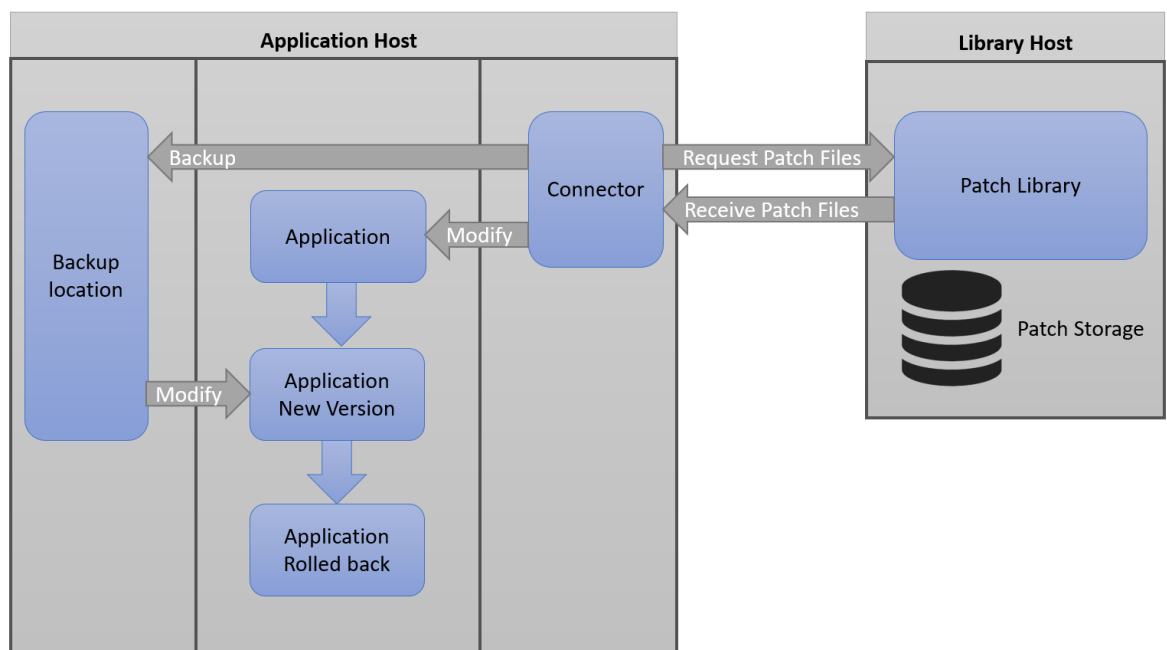 Application Host
Library Host
Backup
Request Patch Files
Connector
Patch Library
Receive Patch Files
Application
Modify
Backup
location
Patch Storage
Application
New Version
Modify
Application
Rolled back